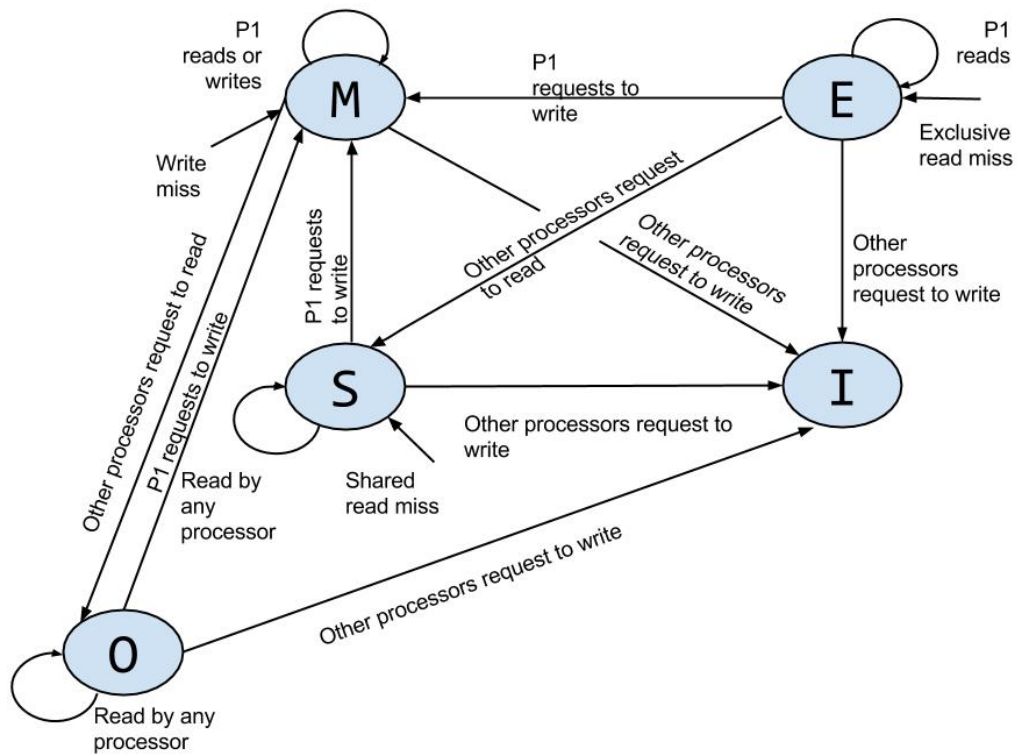 P1
reads or
writes
M
P1
requests to
write
E
P1
reads
Write
miss
Exclusive
read miss
Other processors request to read
P1 requests to write
P1 requests
to write
Other processors request
to read
Other processors
request to write
Other
processors
request to write
S
I
Other processors request to
write
Read by
any
processor
Shared
read miss
Other processors request to write
O
Read by any
processor